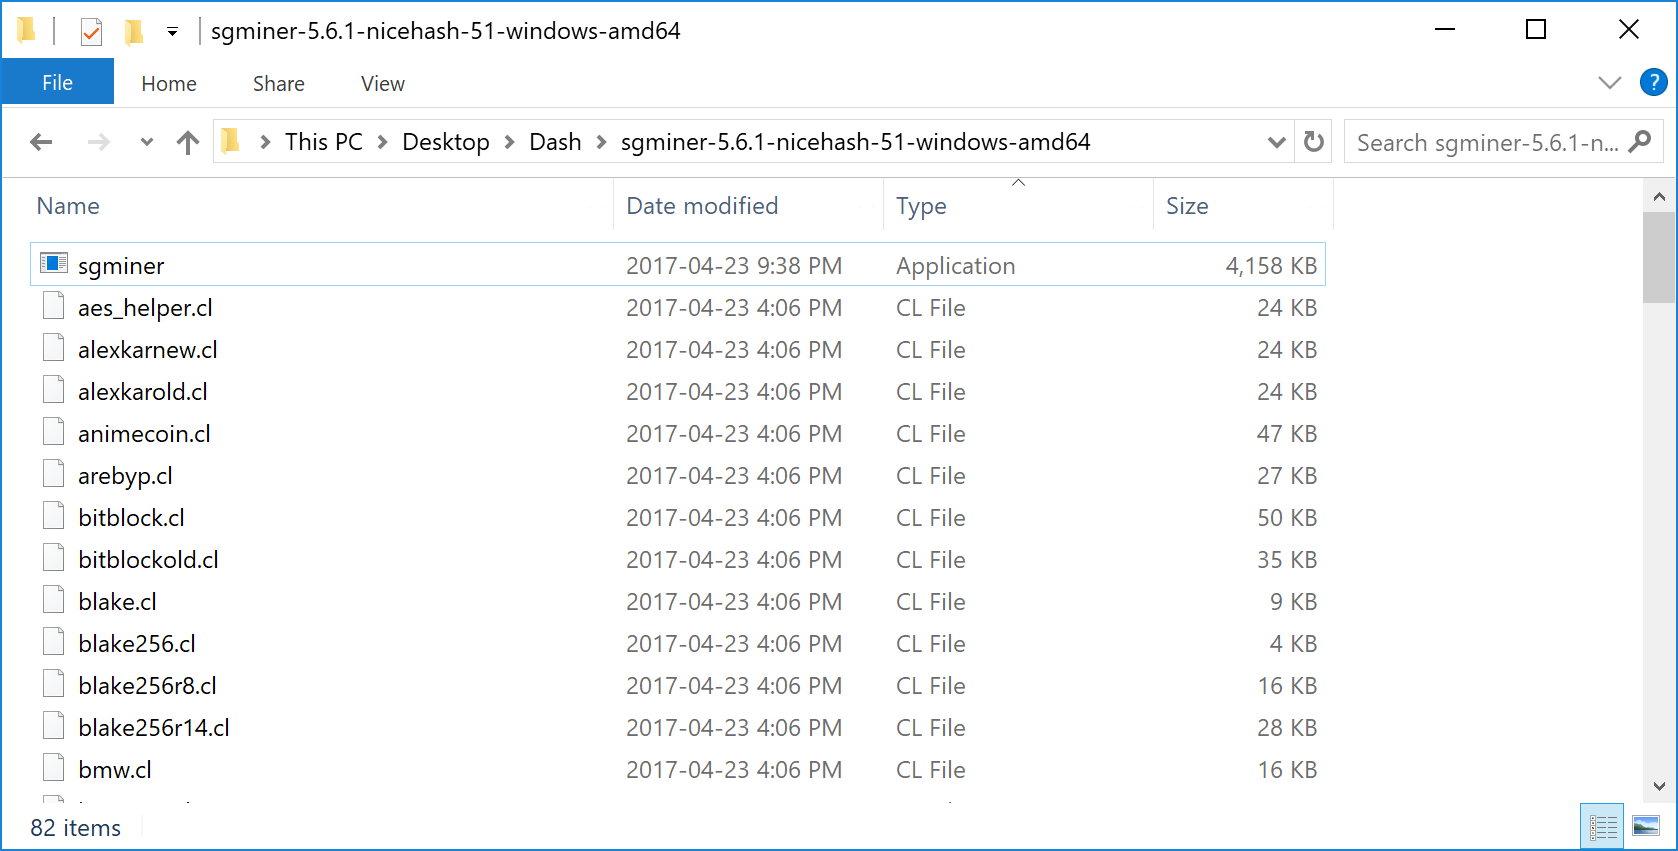 sgminer-5.6.1-nicehash-51-windows-amd64
File Home Share View ?
This PC Desktop Dash sgminer-5.6.1-nicehash-51-windows-amd64 Search sgminer-5.6.1-n...
Name Date modified Type Size
sgminer 2017-04-23 9:38 PM Application 4,158 KB
aes_helper.cl 2017-04-23 4:06 PM CL File 24 KB
alexkarnew.cl 2017-04-23 4:06 PM CL File 24 KB
alexkarold.cl 2017-04-23 4:06 PM CL File 24 KB
animecoin.cl 2017-04-23 4:06 PM CL File 47 KB
arebyp.cl 2017-04-23 4:06 PM CL File 27 KB
bitblock.cl 2017-04-23 4:06 PM CL File 50 KB
bitblockold.cl 2017-04-23 4:06 PM CL File 35 KB
blake.cl 2017-04-23 4:06 PM CL File 9 KB
blake256.cl 2017-04-23 4:06 PM CL File 4 KB
blake256r8.cl 2017-04-23 4:06 PM CL File 16 KB
blake256r14.cl 2017-04-23 4:06 PM CL File 28 KB
bmw.cl 2017-04-23 4:06 PM CL File 16 KB
82 items